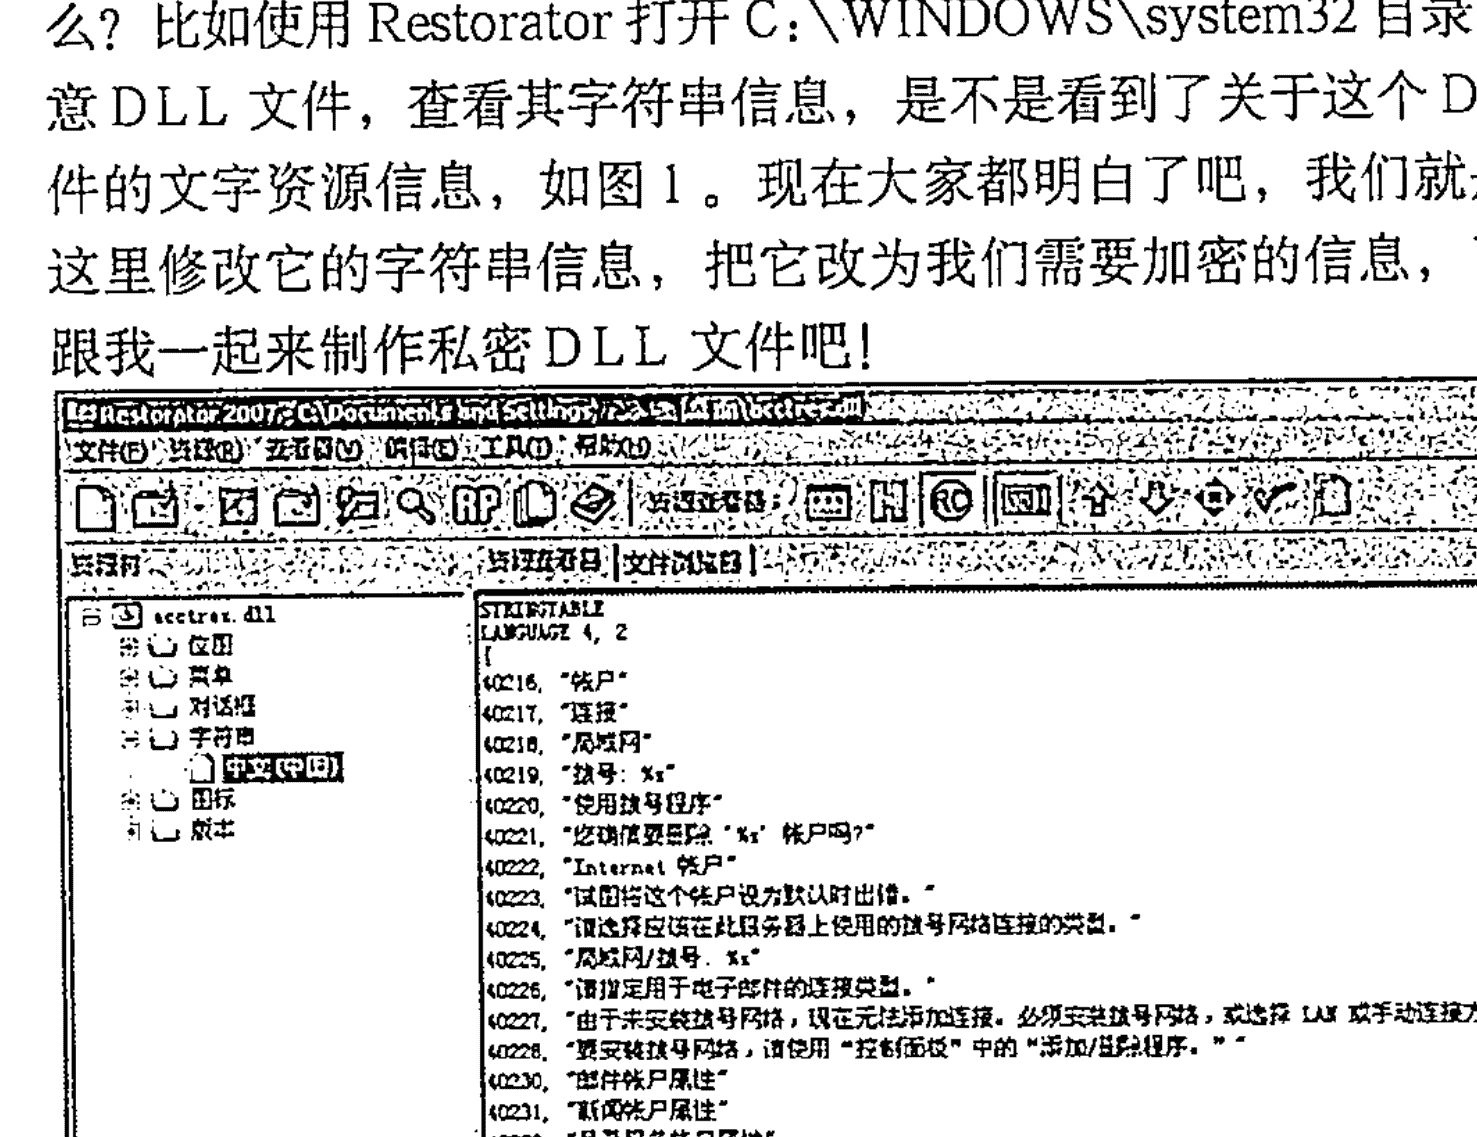 么？比如使用 Restorator 打开 C:\WINDOWS\system32 目录
意 DLL 文件，查看其字符串信息，是不是看到了关于这个 D
件的文字资源信息，如图 1 。现在大家都明白了吧，我们就
这里修改它的字符串信息，把它改为我们需要加密的信息，
跟我一起来制作私密 DLL 文件吧！
Restorator 2007 - C:\Documents and Settings\ \acctres.dll
文件(F) 资源(R) 查看器(V) 编辑(E) 工具(T) 帮助(H)
资源查看器:
资源树 资源查看器 文件浏览器
acctres.dll
位图
菜单
对话框
字符串
中文(中国)
图标
版本
STRINGTABLE
LANGUAGE 4, 2
{
40216, "帐户"
40217, "连接"
40218, "局域网"
40219, "拨号: %s"
40220, "使用拨号程序"
40221, "您确信要删除 '%s' 帐户吗?"
40222, "Internet 帐户"
40223, "试图将这个帐户设为默认时出错。"
40224, "请选择应该在此服务器上使用的拨号网络连接的类型。"
40225, "局域网/拨号: %s"
40226, "请指定用于电子邮件的连接类型。"
40227, "由于未安装拨号网络，现在无法添加连接。必须安装拨号网络，或选择 LAN 或手动连接方
40228, "要安装拨号网络，请使用 "控制面板" 中的 "添加/删除程序。" "
40230, "邮件帐户属性"
40231, "新闻帐户属性"